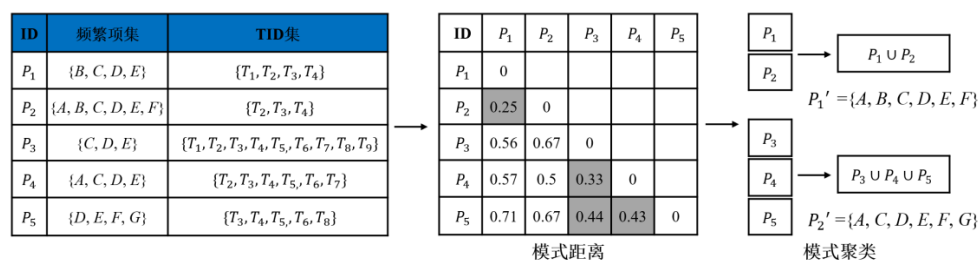 ID 频繁项集 TID集
P₁ {B, C, D, E} {T₁, T₂, T₃, T₄}
P₂ {A, B, C, D, E, F} {T₂, T₃, T₄}
P₃ {C, D, E} {T₁, T₂, T₃, T₄, T₅,, T₆, T₇, T₈, T₉}
P₄ {A, C, D, E} {T₂, T₃, T₄, T₅,, T₆, T₇}
P₅ {D, E, F, G} {T₃, T₄, T₅,, T₆, T₈}
ID P₁ P₂ P₃ P₄ P₅
P₁ 0
P₂ 0.25 0
P₃ 0.56 0.67 0
P₄ 0.57 0.5 0.33 0
P₅ 0.71 0.67 0.44 0.43 0
模式距离
P₁
P₂
P₁ ∪ P₂
P₁′ ={A, B, C, D, E, F}
P₃
P₄
P₅
P₃ ∪ P₄ ∪ P₅
P₂′ ={A, C, D, E, F, G}
模式聚类